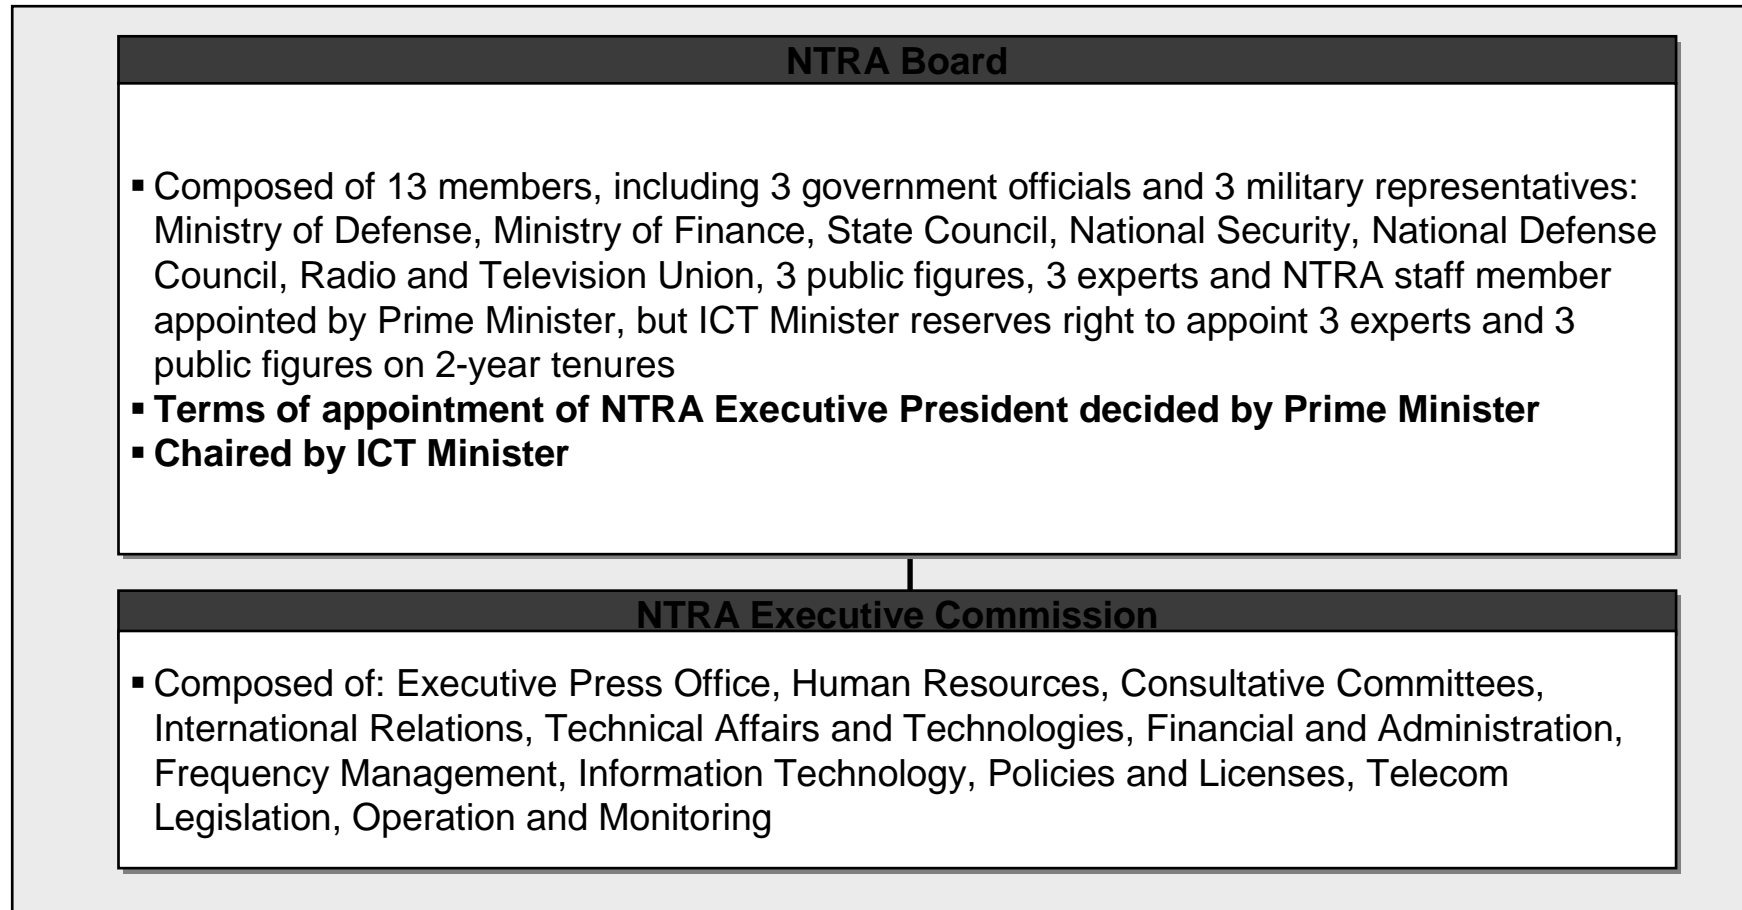 NTRA Board
▪ Composed of 13 members, including 3 government officials and 3 military representatives:
Ministry of Defense, Ministry of Finance, State Council, National Security, National Defense
Council, Radio and Television Union, 3 public figures, 3 experts and NTRA staff member
appointed by Prime Minister, but ICT Minister reserves right to appoint 3 experts and 3
public figures on 2-year tenures
▪ Terms of appointment of NTRA Executive President decided by Prime Minister
▪ Chaired by ICT Minister
NTRA Executive Commission
▪ Composed of: Executive Press Office, Human Resources, Consultative Committees,
International Relations, Technical Affairs and Technologies, Financial and Administration,
Frequency Management, Information Technology, Policies and Licenses, Telecom
Legislation, Operation and Monitoring